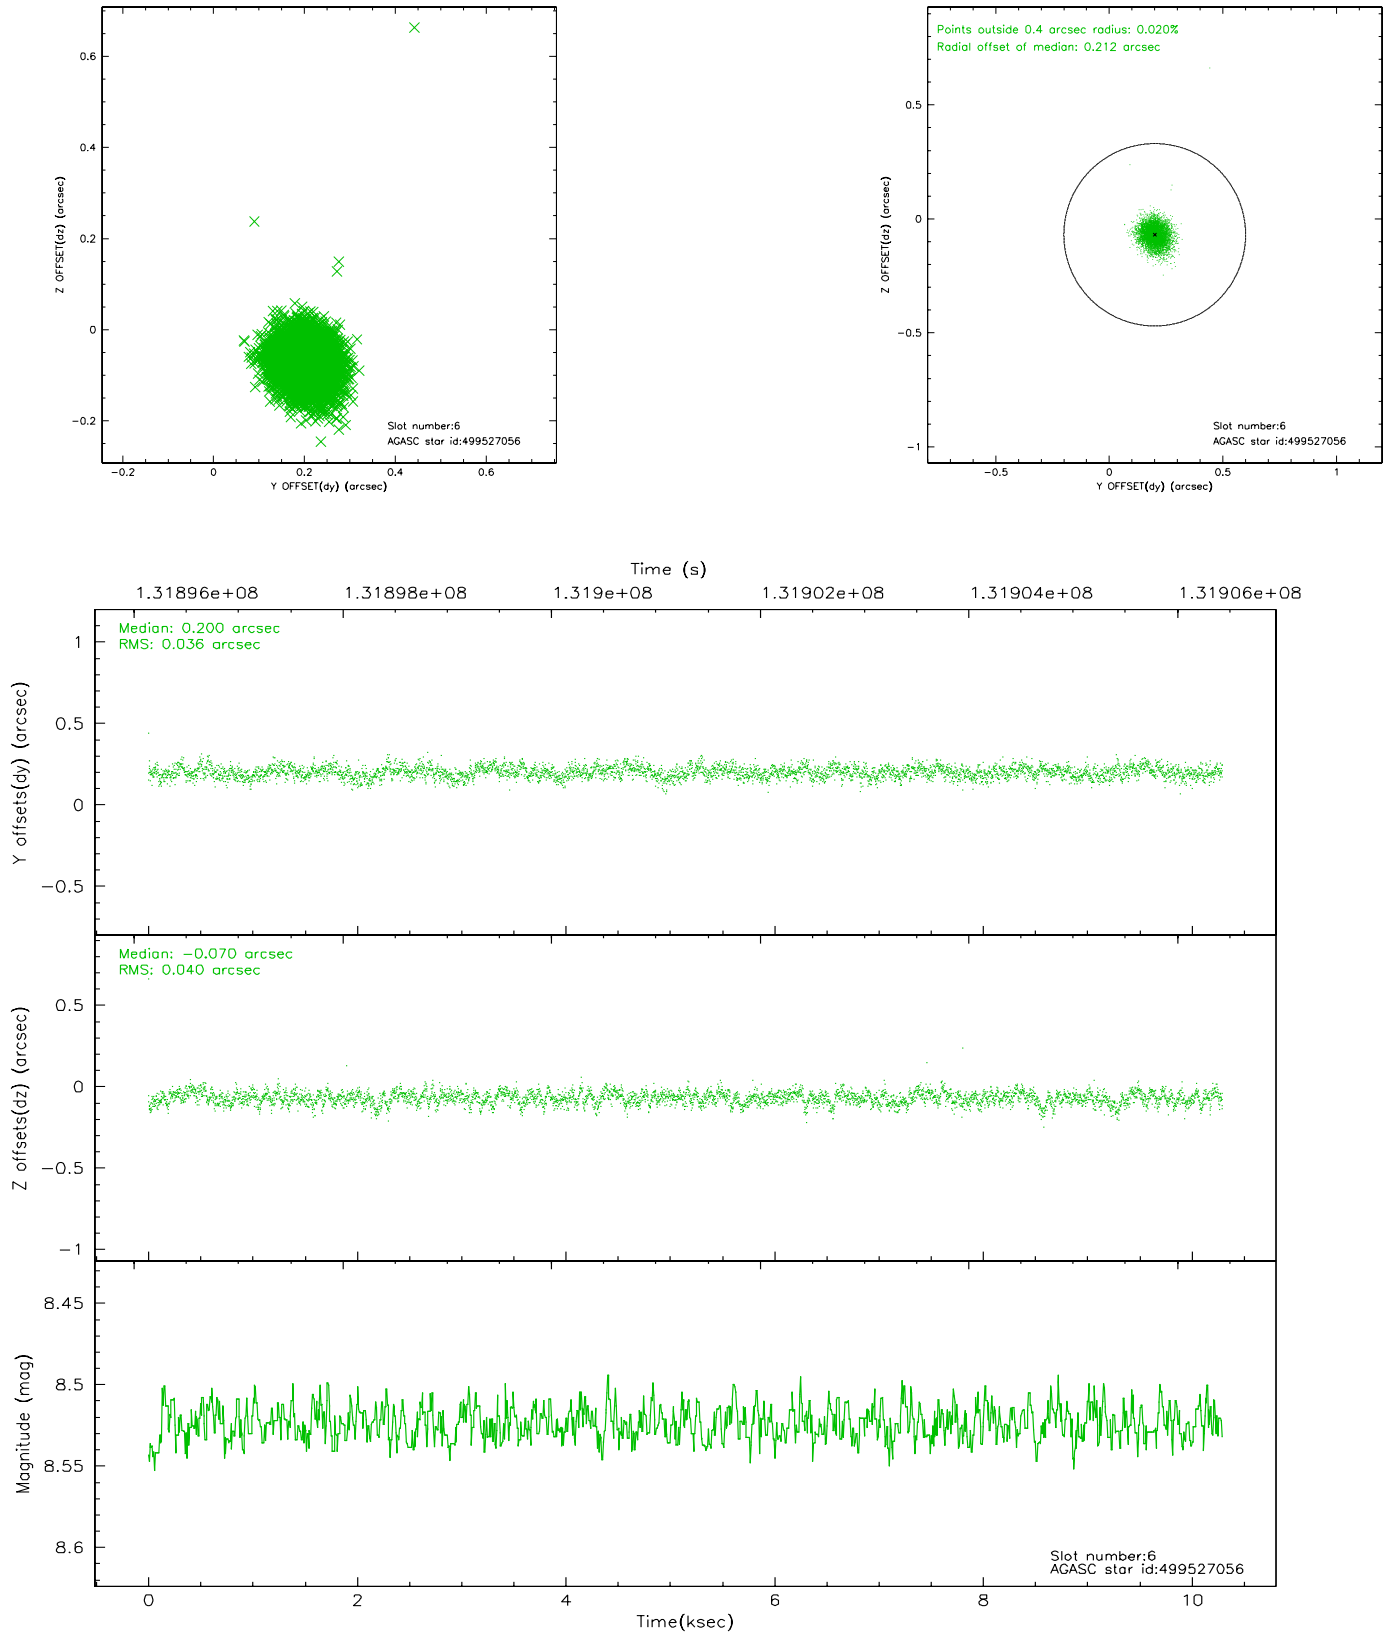 0.6
0.4
0.2
0
−0.2
Z OFFSET(dz) (arcsec)
Slot number:6
AGASC star id:499527056
−0.2 0 0.2 0.4 0.6
Y OFFSET(dy) (arcsec)
Points outside 0.4 arcsec radius: 0.020%
Radial offset of median: 0.212 arcsec
0.5
0
−0.5
−1
Z OFFSET(dz) (arcsec)
Slot number:6
AGASC star id:499527056
−0.5 0 0.5 1
Y OFFSET(dy) (arcsec)
Time (s)
1.31896e+08 1.31898e+08 1.319e+08 1.31902e+08 1.31904e+08 1.31906e+08
Median: 0.200 arcsec
RMS: 0.036 arcsec
1
0.5
0
−0.5
Y offsets(dy) (arcsec)
Median: −0.070 arcsec
RMS: 0.040 arcsec
0.5
0
−0.5
−1
Z offsets(dz) (arcsec)
8.45
8.5
8.55
8.6
Magnitude (mag)
Slot number:6
AGASC star id:499527056
0 2 4 6 8 10
Time(ksec)